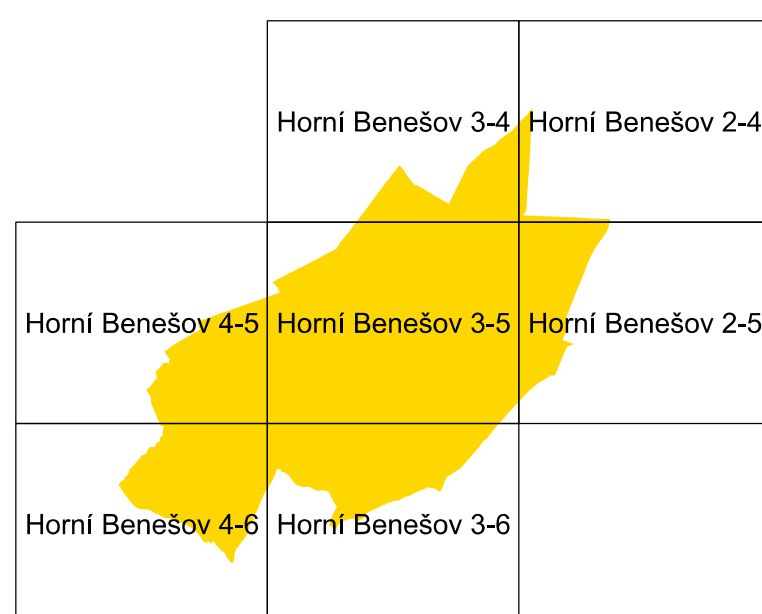 Horní Benešov 3-4
Horní Benešov 2-4
Horní Benešov 4-5
Horní Benešov 3-5
Horní Benešov 2-5
Horní Benešov 4-6
Horní Benešov 3-6